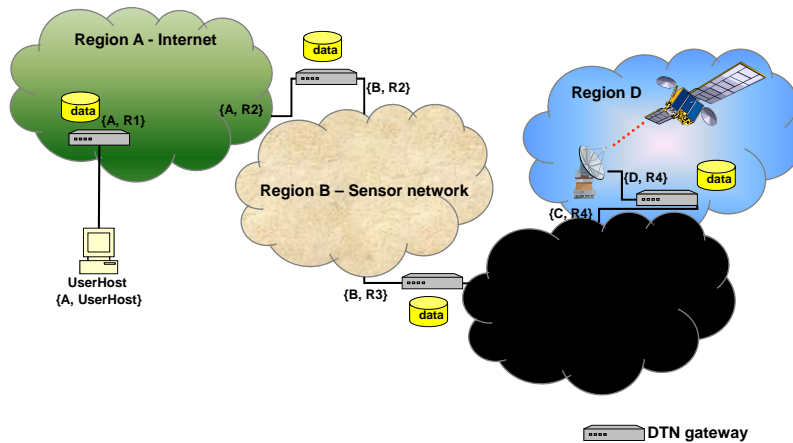 Region A - Internet
data
{A, R1}
UserHost
{A, UserHost}
{A, R2}
data
{B, R2}
Region B – Sensor network
{B, R3}
data
Region D
{D, R4}
data
{C, R4}
DTN gateway